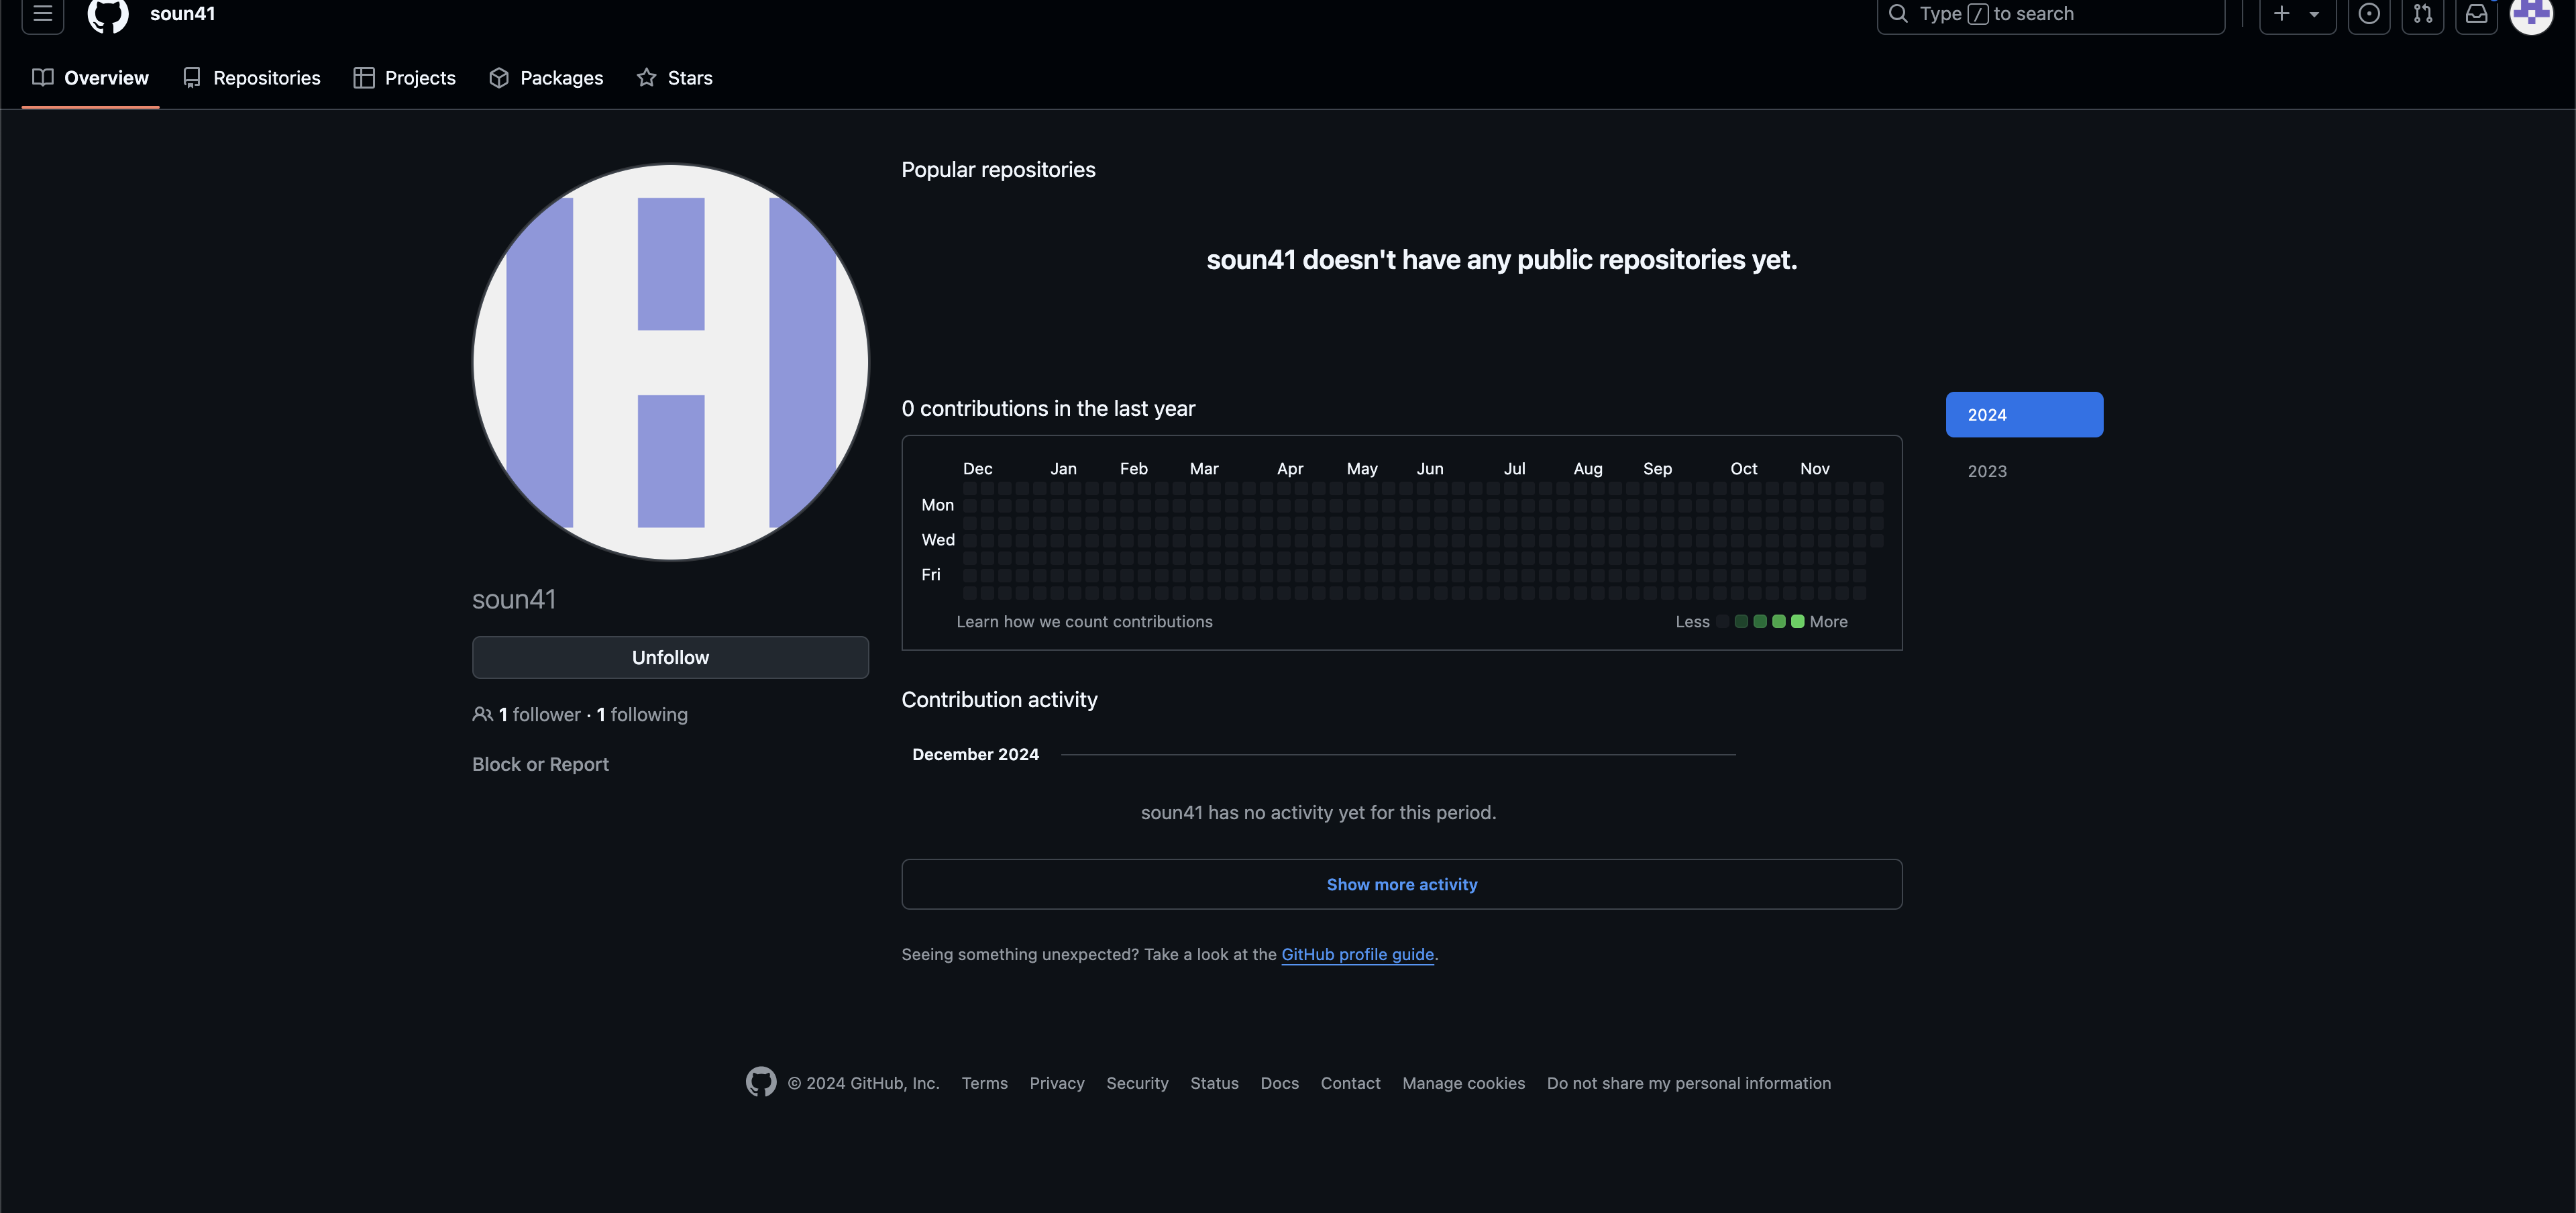 soun41
Type / to search
Overview
Repositories
Projects
Packages
Stars
Popular repositories
soun41 doesn't have any public repositories yet.
0 contributions in the last year
2024
2023
Dec Jan Feb Mar Apr May Jun Jul Aug Sep Oct Nov
Mon
Wed
Fri
Learn how we count contributions
Less More
soun41
Unfollow
1 follower · 1 following
Block or Report
Contribution activity
December 2024
soun41 has no activity yet for this period.
Show more activity
Seeing something unexpected? Take a look at the GitHub profile guide.
© 2024 GitHub, Inc. Terms Privacy Security Status Docs Contact Manage cookies Do not share my personal information